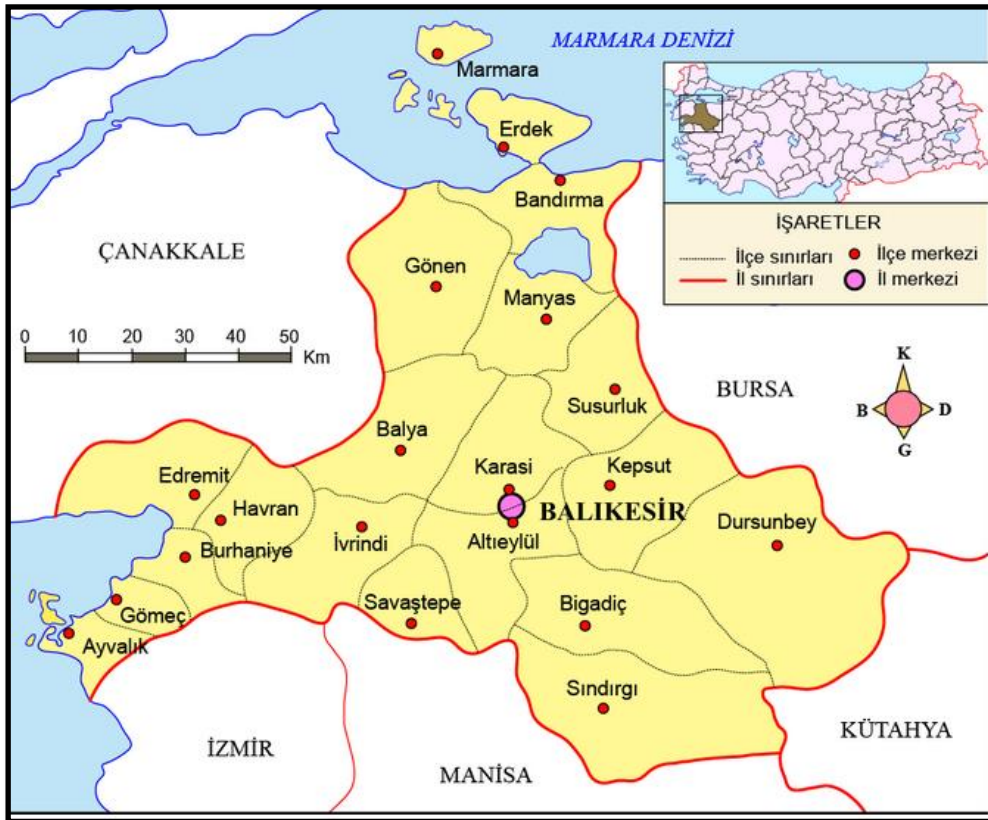 MARMARA DENİZİ
Marmara
Erdek
Bandırma
İŞARETLER
İlçe sınırları
İlçe merkezi
İl sınırları
İl merkezi
ÇANAKKALE
Gönen
Manyas
0 10 20 30 40 50
Km
BURSA
K
B
D
G
Susurluk
Balya
Karasi
Kepsut
Edremit
Havran
BALIKESİR
Dursunbey
İvrindi
Altıeylül
Burhaniye
Gömeç
Savaştepe
Bigadiç
Ayvalık
Sındırgı
İZMİR
MANİSA
KÜTAHYA